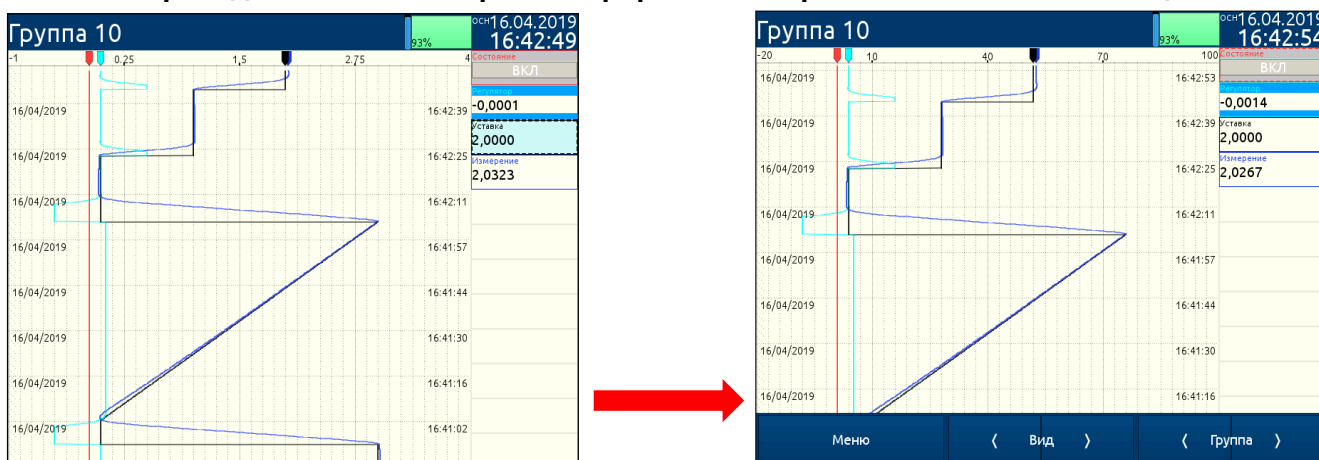 Группа 10
93%
осн16.04.2019
16:42:49
-1 0.25 1,5 2.75 4
Состояние
ВКЛ
Регулятор
-0,0001
Уставка
2,0000
Измерение
2,0323
16/04/2019 16:42:39
16/04/2019 16:42:25
16/04/2019 16:42:11
16/04/2019 16:41:57
16/04/2019 16:41:44
16/04/2019 16:41:30
16/04/2019 16:41:16
16/04/2019 16:41:02
Группа 10
93%
осн16.04.2019
16:42:54
-20 10 40 70 100
Состояние
ВКЛ
Регулятор
-0,0014
Уставка
2,0000
Измерение
2,0267
16/04/2019 16:42:53
16/04/2019 16:42:39
16/04/2019 16:42:25
16/04/2019 16:42:11
16/04/2019 16:41:57
16/04/2019 16:41:44
16/04/2019 16:41:30
16/04/2019 16:41:16
Меню 〈 Вид 〉 〈 Группа 〉